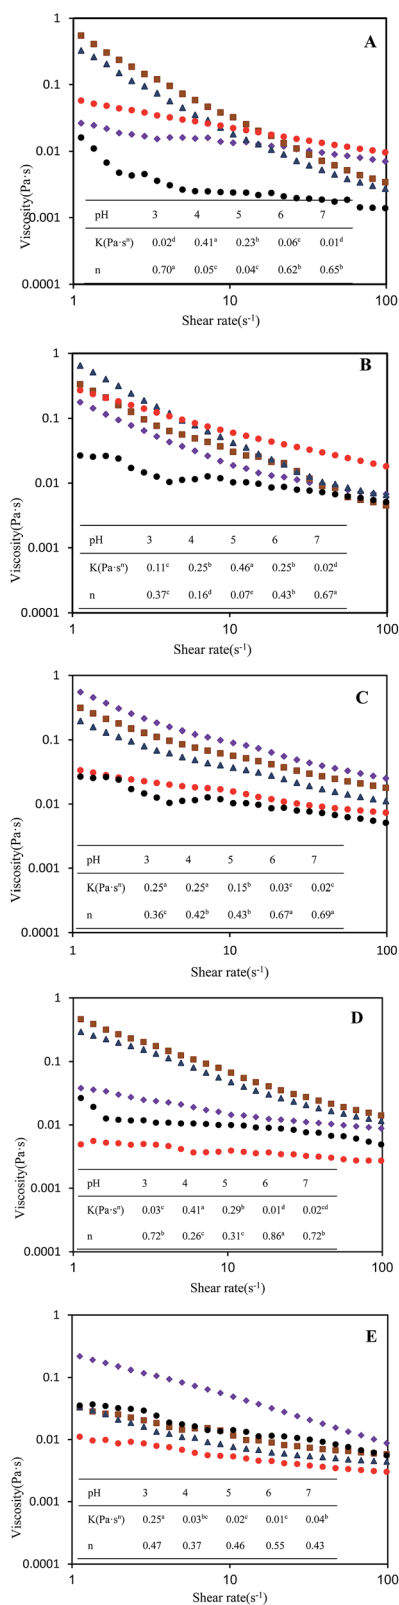 1
A
0.1
0.01
Viscosity(Pa·s)
0.001
pH 3 4 5 6 7
K(Pa·sⁿ) 0.02ᵈ 0.41ᵃ 0.23ᵇ 0.06ᶜ 0.01ᵈ
n 0.70ᵃ 0.05ᶜ 0.04ᶜ 0.62ᵇ 0.65ᵇ
0.0001
1 10 100
Shear rate(s⁻¹)
1
B
0.1
0.01
Viscosity(Pa·s)
0.001
pH 3 4 5 6 7
K(Pa·sⁿ) 0.11ᶜ 0.25ᵇ 0.46ᵃ 0.25ᵇ 0.02ᵈ
n 0.37ᶜ 0.16ᵈ 0.07ᵉ 0.43ᵇ 0.67ᵃ
0.0001
1 10 100
Shear rate(s⁻¹)
1
C
0.1
0.01
Viscosity(Pa·s)
0.001
pH 3 4 5 6 7
K(Pa·sⁿ) 0.25ᵃ 0.25ᵃ 0.15ᵇ 0.03ᶜ 0.02ᶜ
n 0.36ᶜ 0.42ᵇ 0.43ᵇ 0.67ᵃ 0.69ᵃ
0.0001
1 10 100
Shear rate(s⁻¹)
1
D
0.1
0.01
Viscosity(Pa·s)
0.001
pH 3 4 5 6 7
K(Pa·sⁿ) 0.03ᶜ 0.41ᵃ 0.29ᵇ 0.01ᵈ 0.02ᶜᵈ
n 0.72ᵇ 0.26ᶜ 0.31ᶜ 0.86ᵃ 0.72ᵇ
0.0001
1 10 100
Shear rate(s⁻¹)
1
E
0.1
0.01
Viscosity(Pa·s)
0.001
pH 3 4 5 6 7
K(Pa·sⁿ) 0.25ᵃ 0.03ᵇᶜ 0.02ᶜ 0.01ᶜ 0.04ᵇ
n 0.47 0.37 0.46 0.55 0.43
0.0001
1 10 100
Shear rate(s⁻¹)